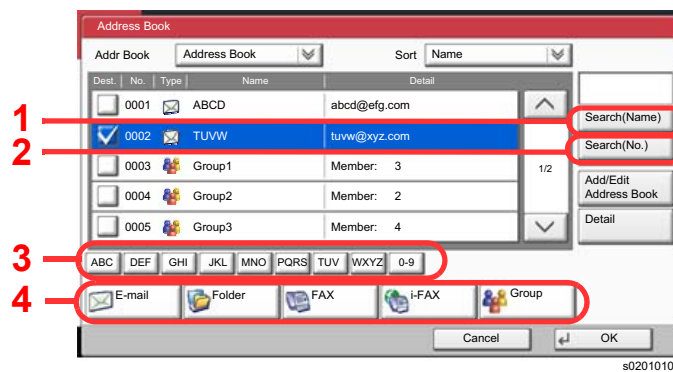 Address Book
Addr Book Address Book Sort Name
Dest. No. Type Name Detail
0001 ABCD abcd@efg.com
1 Search(Name)
0002 TUVW tuvw@xyz.com
2 Search(No.)
0003 Group1 Member: 3 1/2
Add/Edit
Address Book
0004 Group2 Member: 2
Detail
0005 Group3 Member: 4
3 ABC DEF GHI JKL MNO PQRS TUV WXYZ 0-9
4 E-mail Folder FAX i-FAX Group
Cancel OK
s0201010